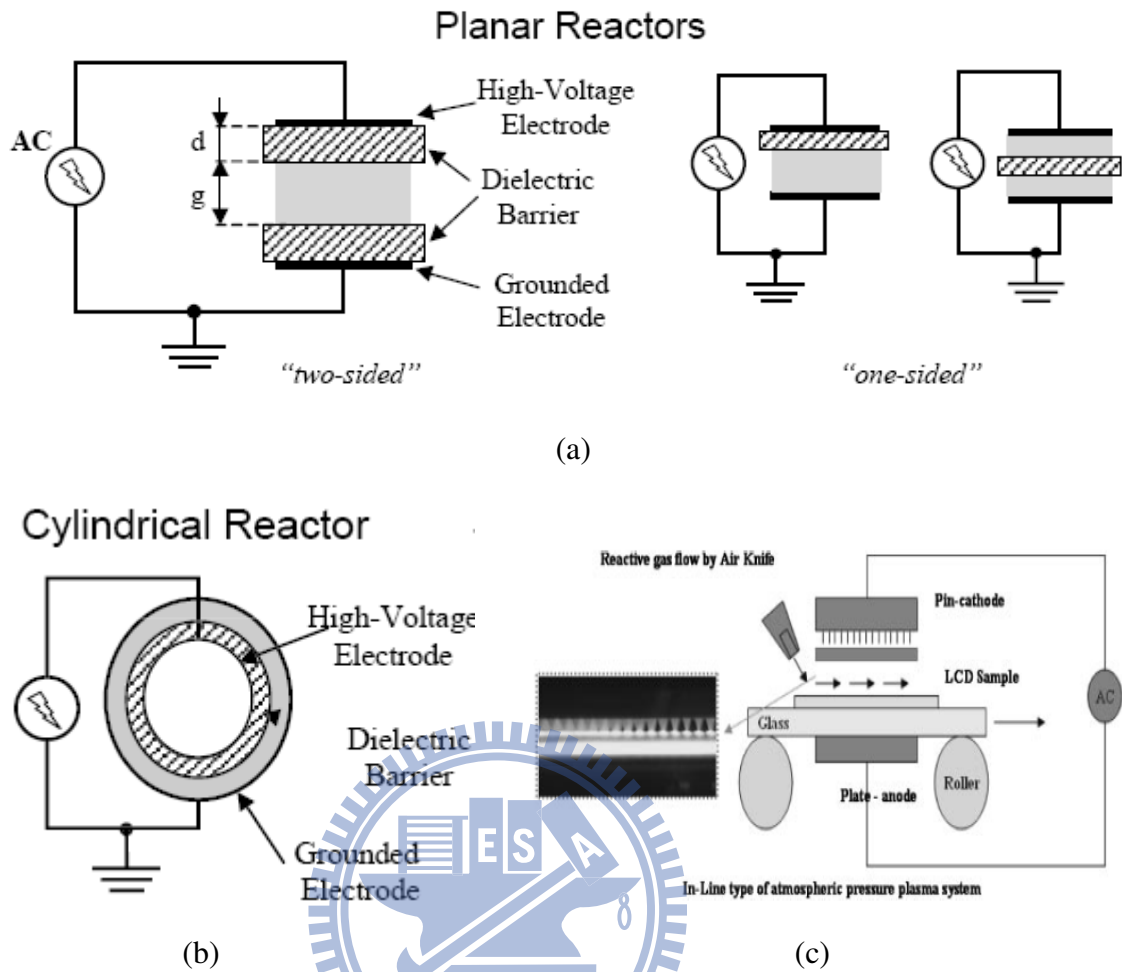 Planar Reactors
AC
d
g
High-Voltage
Electrode
Dielectric
Barrier
Grounded
Electrode
“two-sided”
“one-sided”
(a)
Cylindrical Reactor
High-Voltage
Electrode
Dielectric
Barrier
Grounded
Electrode
(b)
Reactive gas flow by Air Knife
Pin-cathode
LCD Sample
AC
Glass
Roller
Plate - anode
In-Line type of atmospheric pressure plasma system
(c)
E S A
8